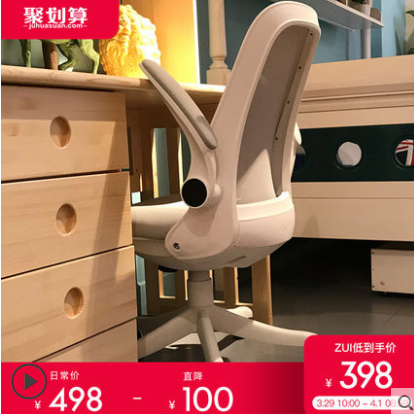 聚划算
juhuasuan.com
ZUI低到手价
¥ 398
3.29 10:00 – 4.1 0
日常价
¥ 498
-
直降
¥ 100